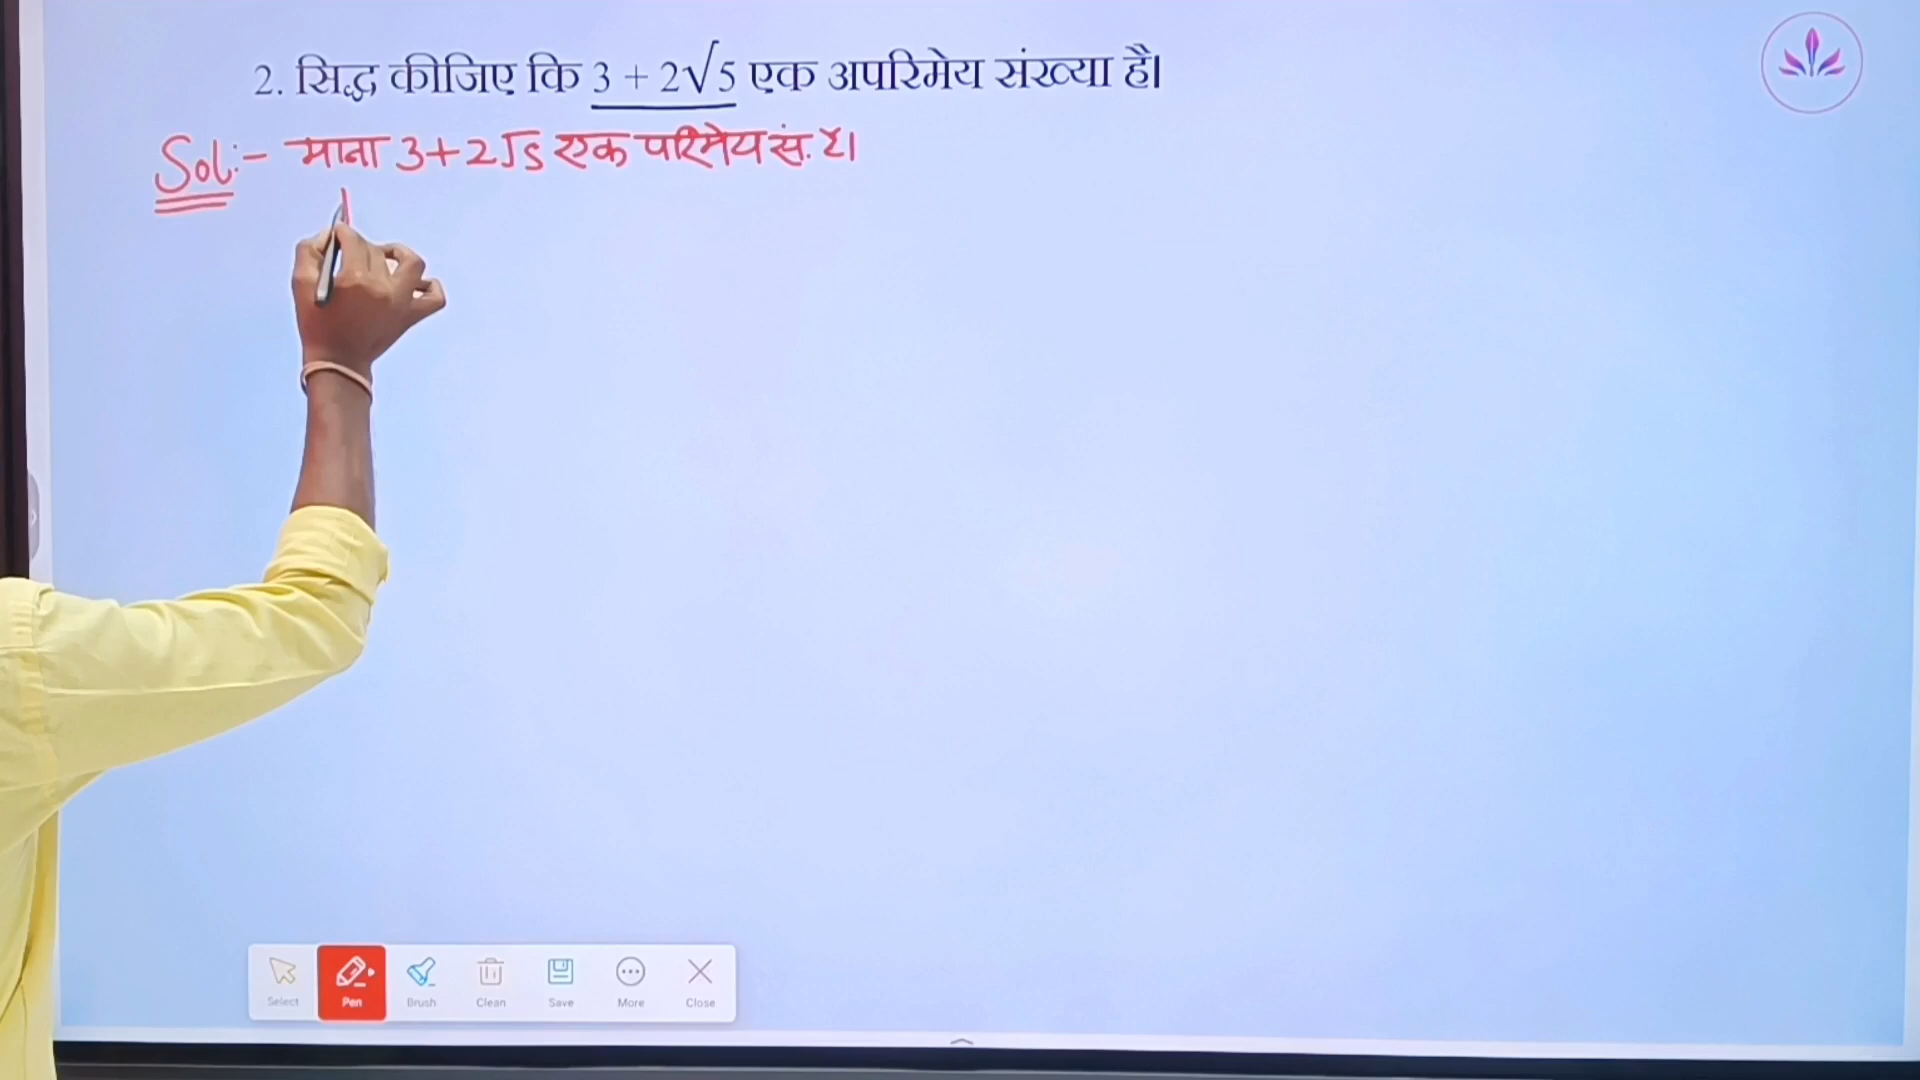 2. सिद्ध कीजिए कि 3 + 2√5 एक अपरिमेय संख्या है।
Sol:- माना 3+2√5 एक परिमेय सं. है।
Select Pen Brush Clean Save More Close